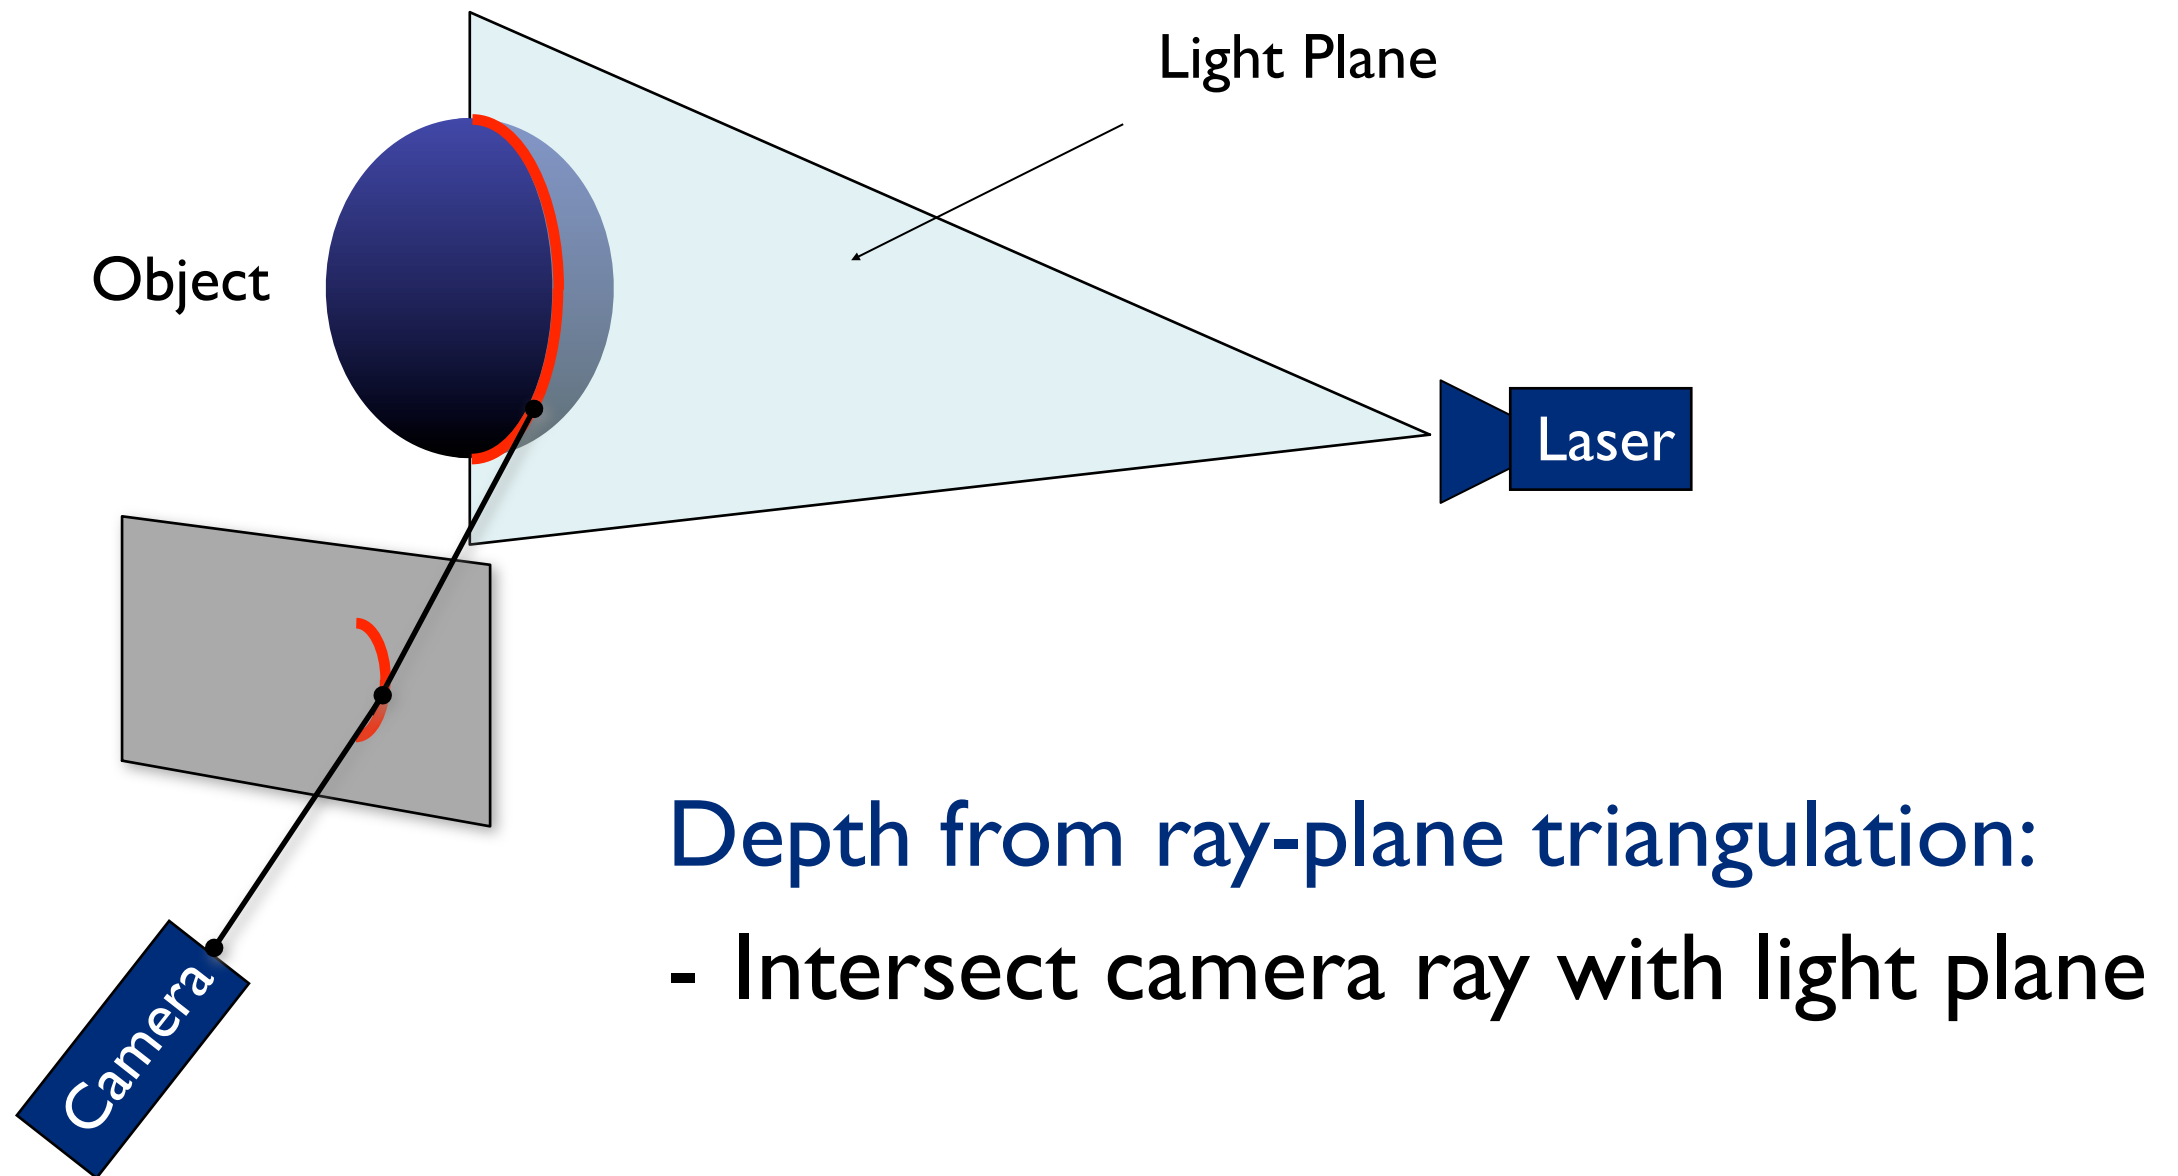 Light Plane
Object
Laser
Camera
Depth from ray-plane triangulation:
- Intersect camera ray with light plane